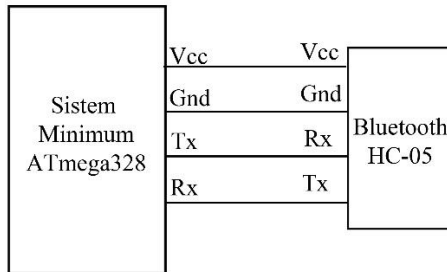 Sistem
Minimum
ATmega328
Vcc
Vcc
Gnd
Gnd
Tx
Rx
Rx
Tx
Bluetooth
HC-05